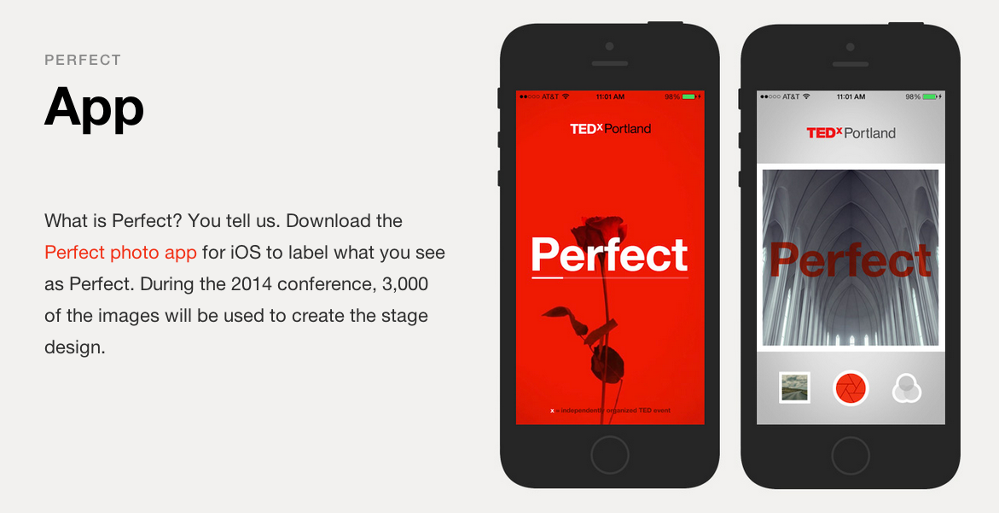 PERFECT
App
What is Perfect? You tell us. Download the
Perfect photo app for iOS to label what you see
as Perfect. During the 2014 conference, 3,000
of the images will be used to create the stage
design.
AT&T 11:01 AM 98%
TEDxPortland
Perfect
x = independently organized TED event
AT&T 11:01 AM 98%
TEDxPortland
Perfect